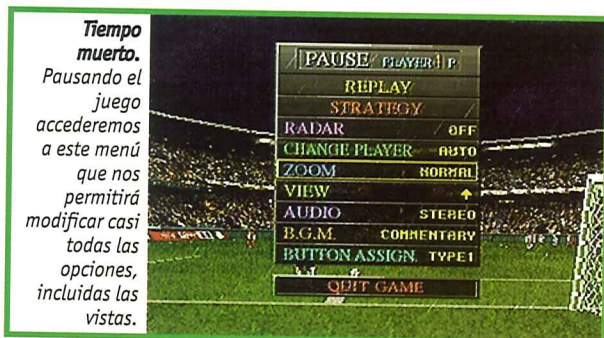 Tiempo
muerto.
Pausando el
juego
accederemos
a este menú
que nos
permitirá
modificar casi
todas las
opciones,
incluidas las
vistas.
PAUSE PLAYER 1 P.
REPLAY
STRATEGY
RADAR OFF
CHANGE PLAYER AUTO
ZOOM NORMAL
VIEW
AUDIO STEREO
B.G.M. COMMENTARY
BUTTON ASSIGN. TYPE1
QUIT GAME